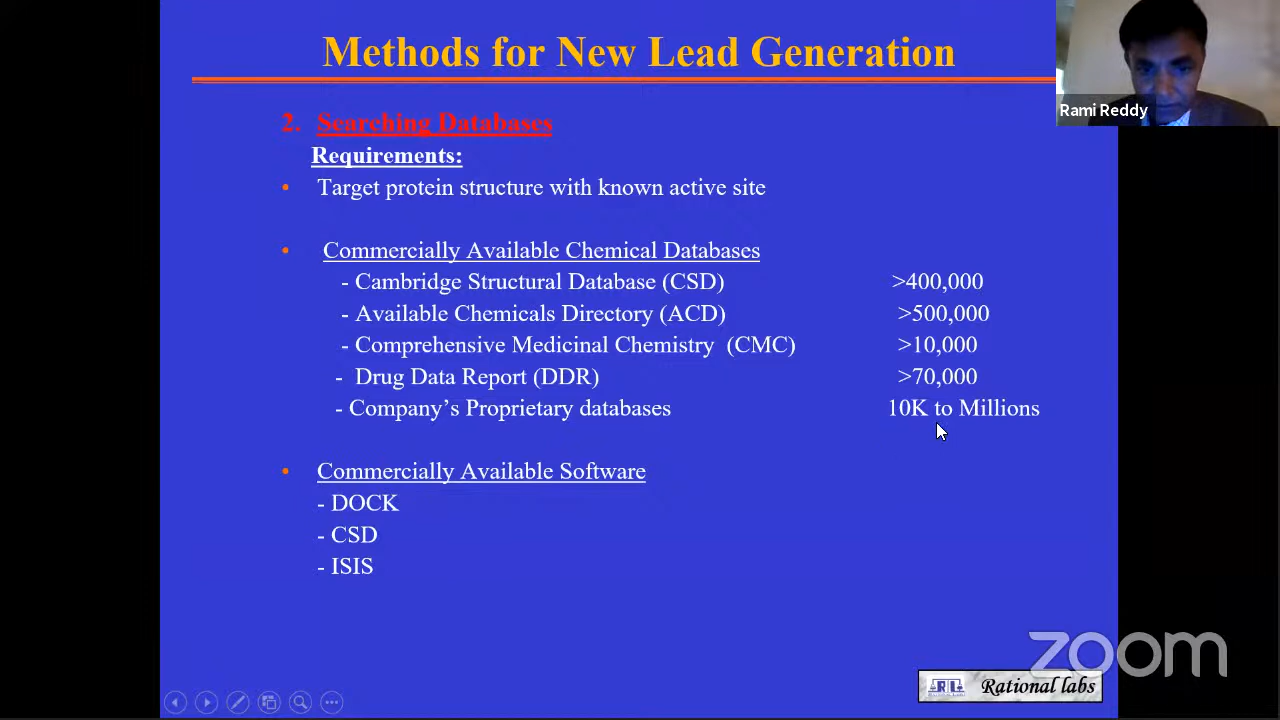 Methods for New Lead Generation
Rami Reddy
2. Searching Databases
Requirements:
• Target protein structure with known active site
• Commercially Available Chemical Databases
- Cambridge Structural Database (CSD) >400,000
- Available Chemicals Directory (ACD) >500,000
- Comprehensive Medicinal Chemistry (CMC) >10,000
- Drug Data Report (DDR) >70,000
- Company's Proprietary databases 10K to Millions
• Commercially Available Software
- DOCK
- CSD
- ISIS
zoom
RL Rational labs